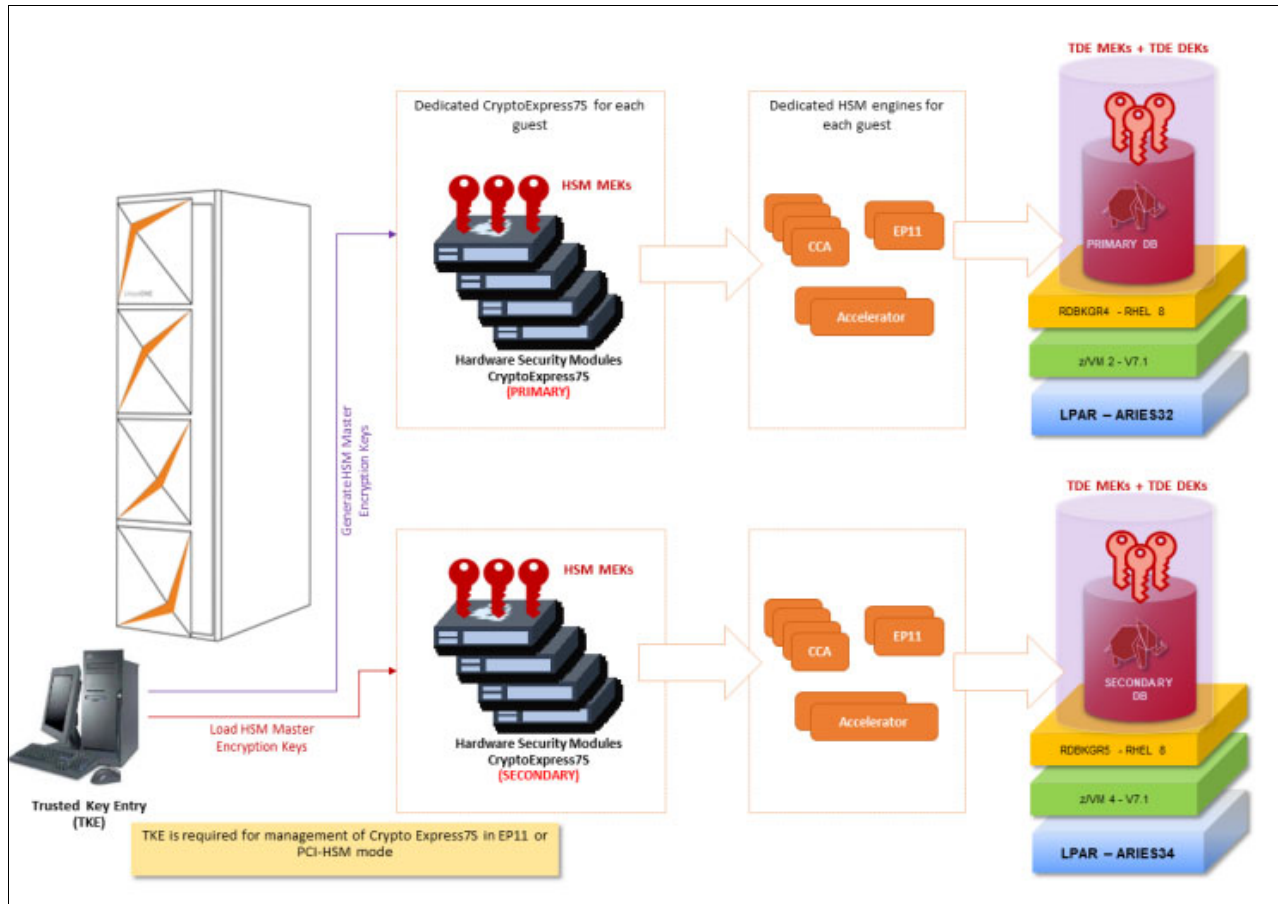 TDE MEKs + TDE DEKs
Dedicated CryptoExpress7S for each
guest
Dedicated HSM engines for
each guest
HSM MEKs
CCA
EP11
Accelerator
Hardware Security Modules
CryptoExpress7S
(PRIMARY)
PRIMARY DB
RDBKGR4 - RHEL 8
z/VM 2 - V7.1
LPAR – ARIES32
Generate HSM Master
Encryption Keys
TDE MEKs + TDE DEKs
HSM MEKs
CCA
EP11
Accelerator
Hardware Security Modules
CryptoExpress7S
(SECONDARY)
SECONDARY
DB
RDBKGR5 - RHEL 8
z/VM 4 - V7.1
LPAR – ARIES34
Load HSM Master
Encryption Keys
Trusted Key Entry
(TKE)
TKE is required for management of Crypto Express7S in EP11 or
PCI-HSM mode